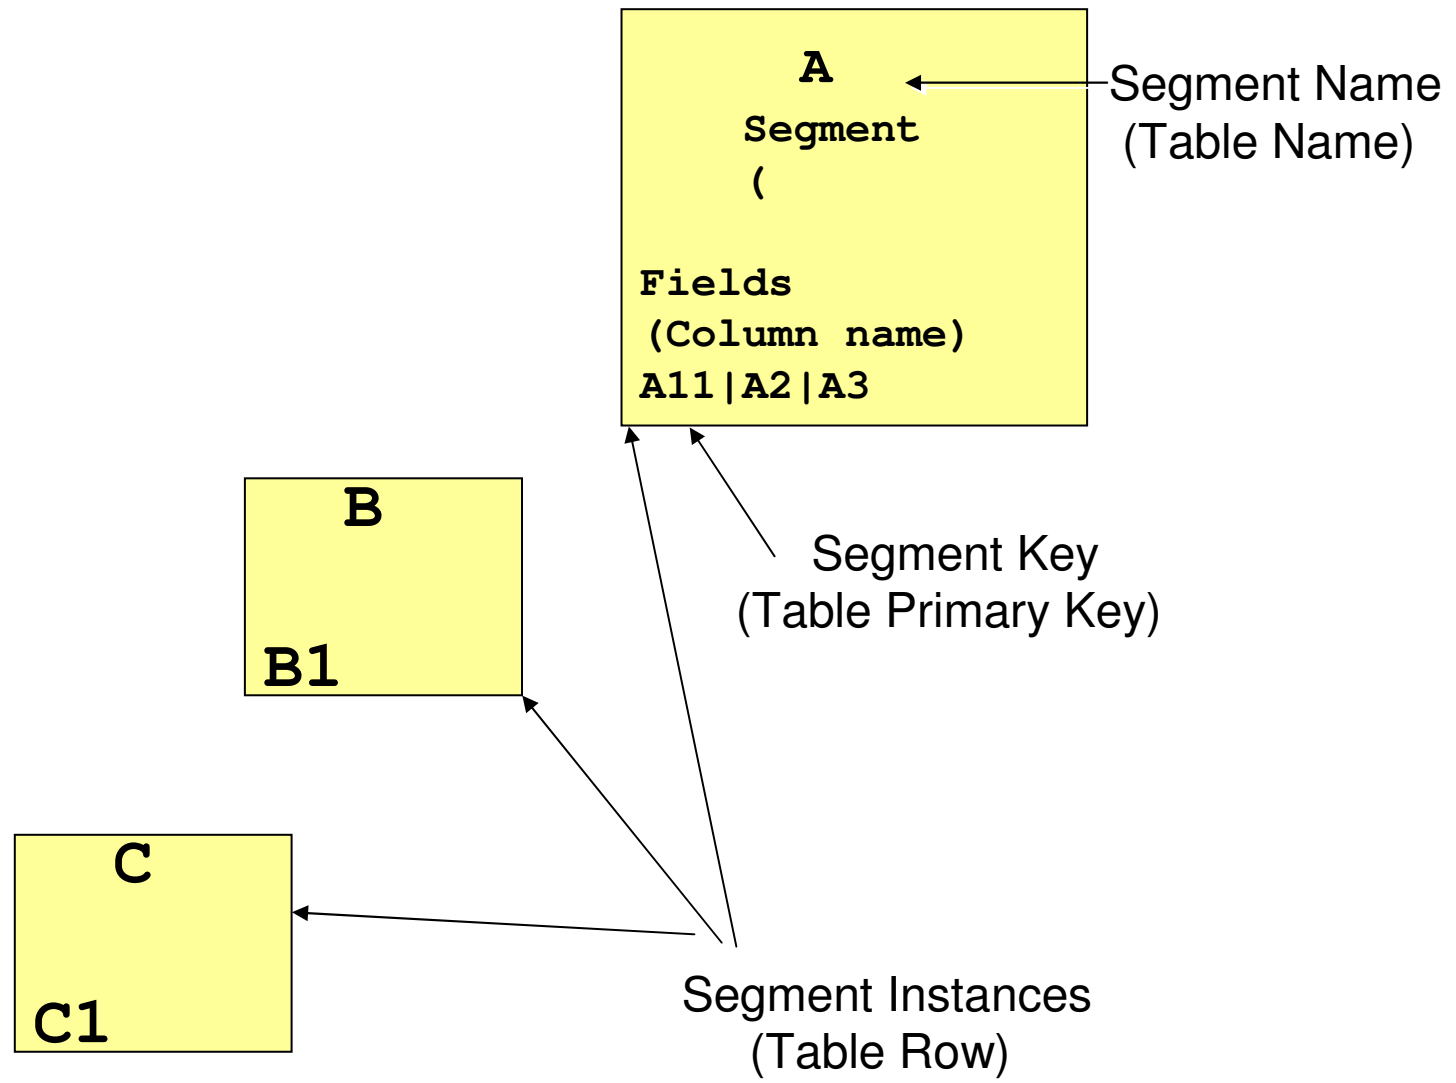 A
Segment
(
Fields
(Column name)
A11|A2|A3
Segment Name
(Table Name)
B
B1
Segment Key
(Table Primary Key)
C
C1
Segment Instances
(Table Row)